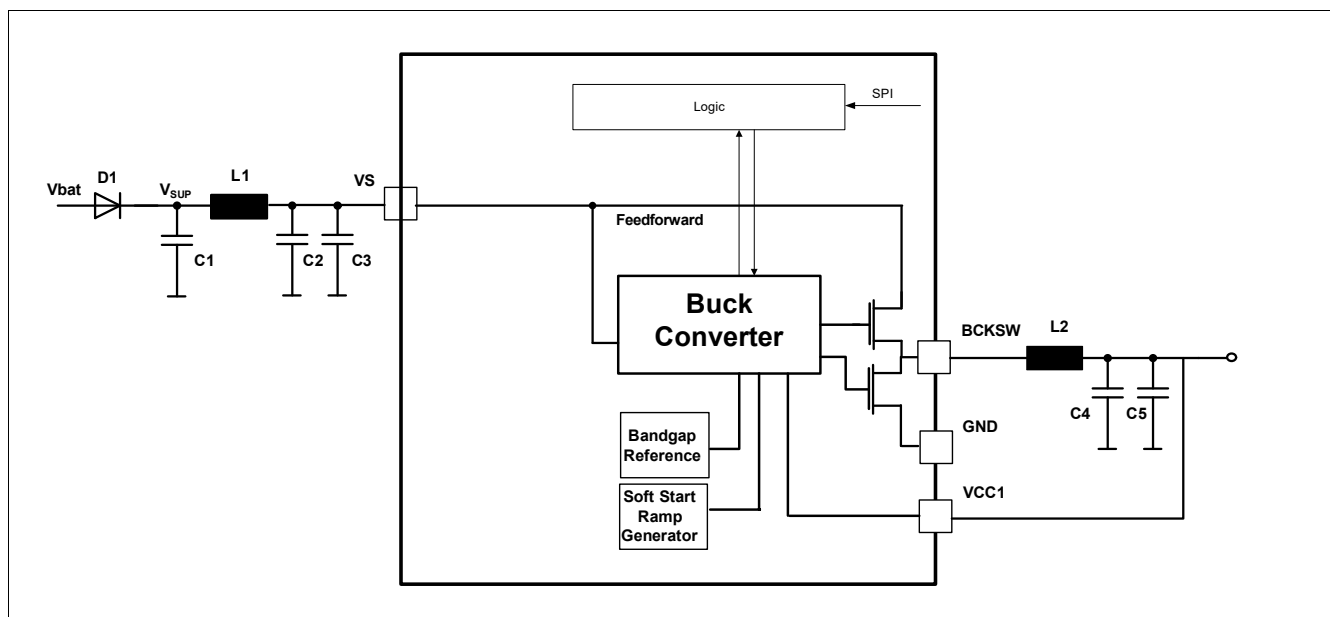 Logic
SPI
Vbat
D1
VSUP
L1
VS
C1
C2
C3
Feedforward
Buck
Converter
BCKSW
L2
C4
C5
GND
Bandgap
Reference
VCC1
Soft Start
Ramp
Generator